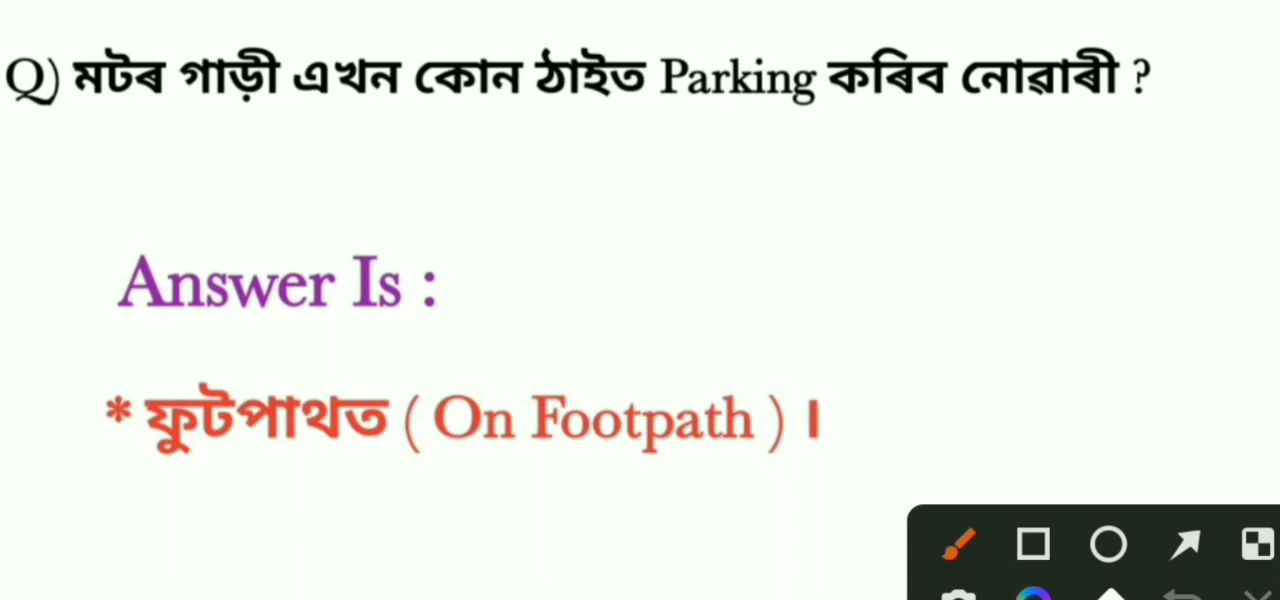 Q) মটৰ গাড়ী এখন কোন ঠাইত Parking কৰিব নোৱাৰী ?
Answer Is :
* ফুটপাথত ( On Footpath ) ।